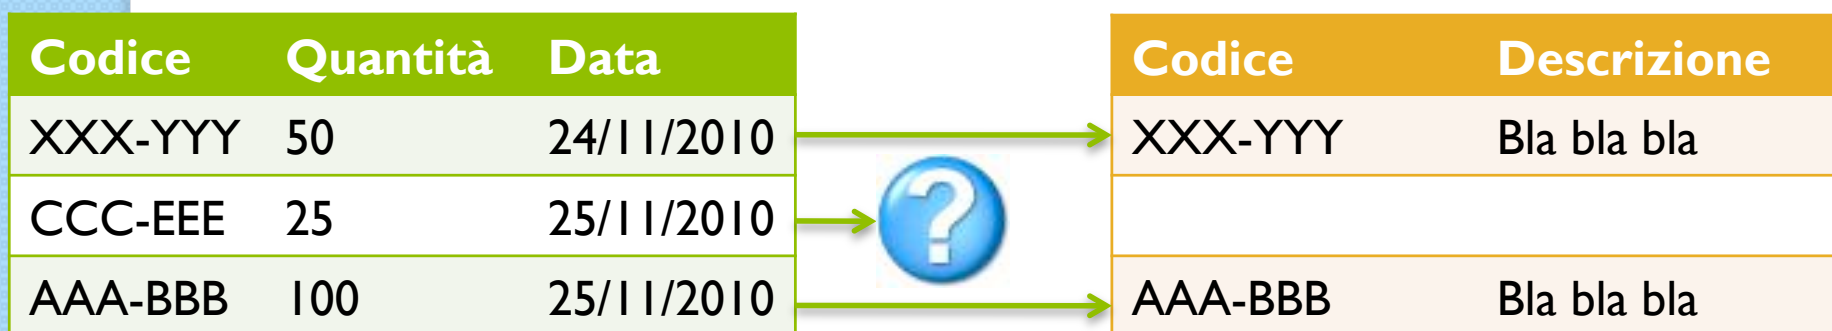 Codice Quantità Data
XXX-YYY 50 24/11/2010
CCC-EEE 25 25/11/2010
AAA-BBB 100 25/11/2010
?
Codice Descrizione
XXX-YYY Bla bla bla
AAA-BBB Bla bla bla